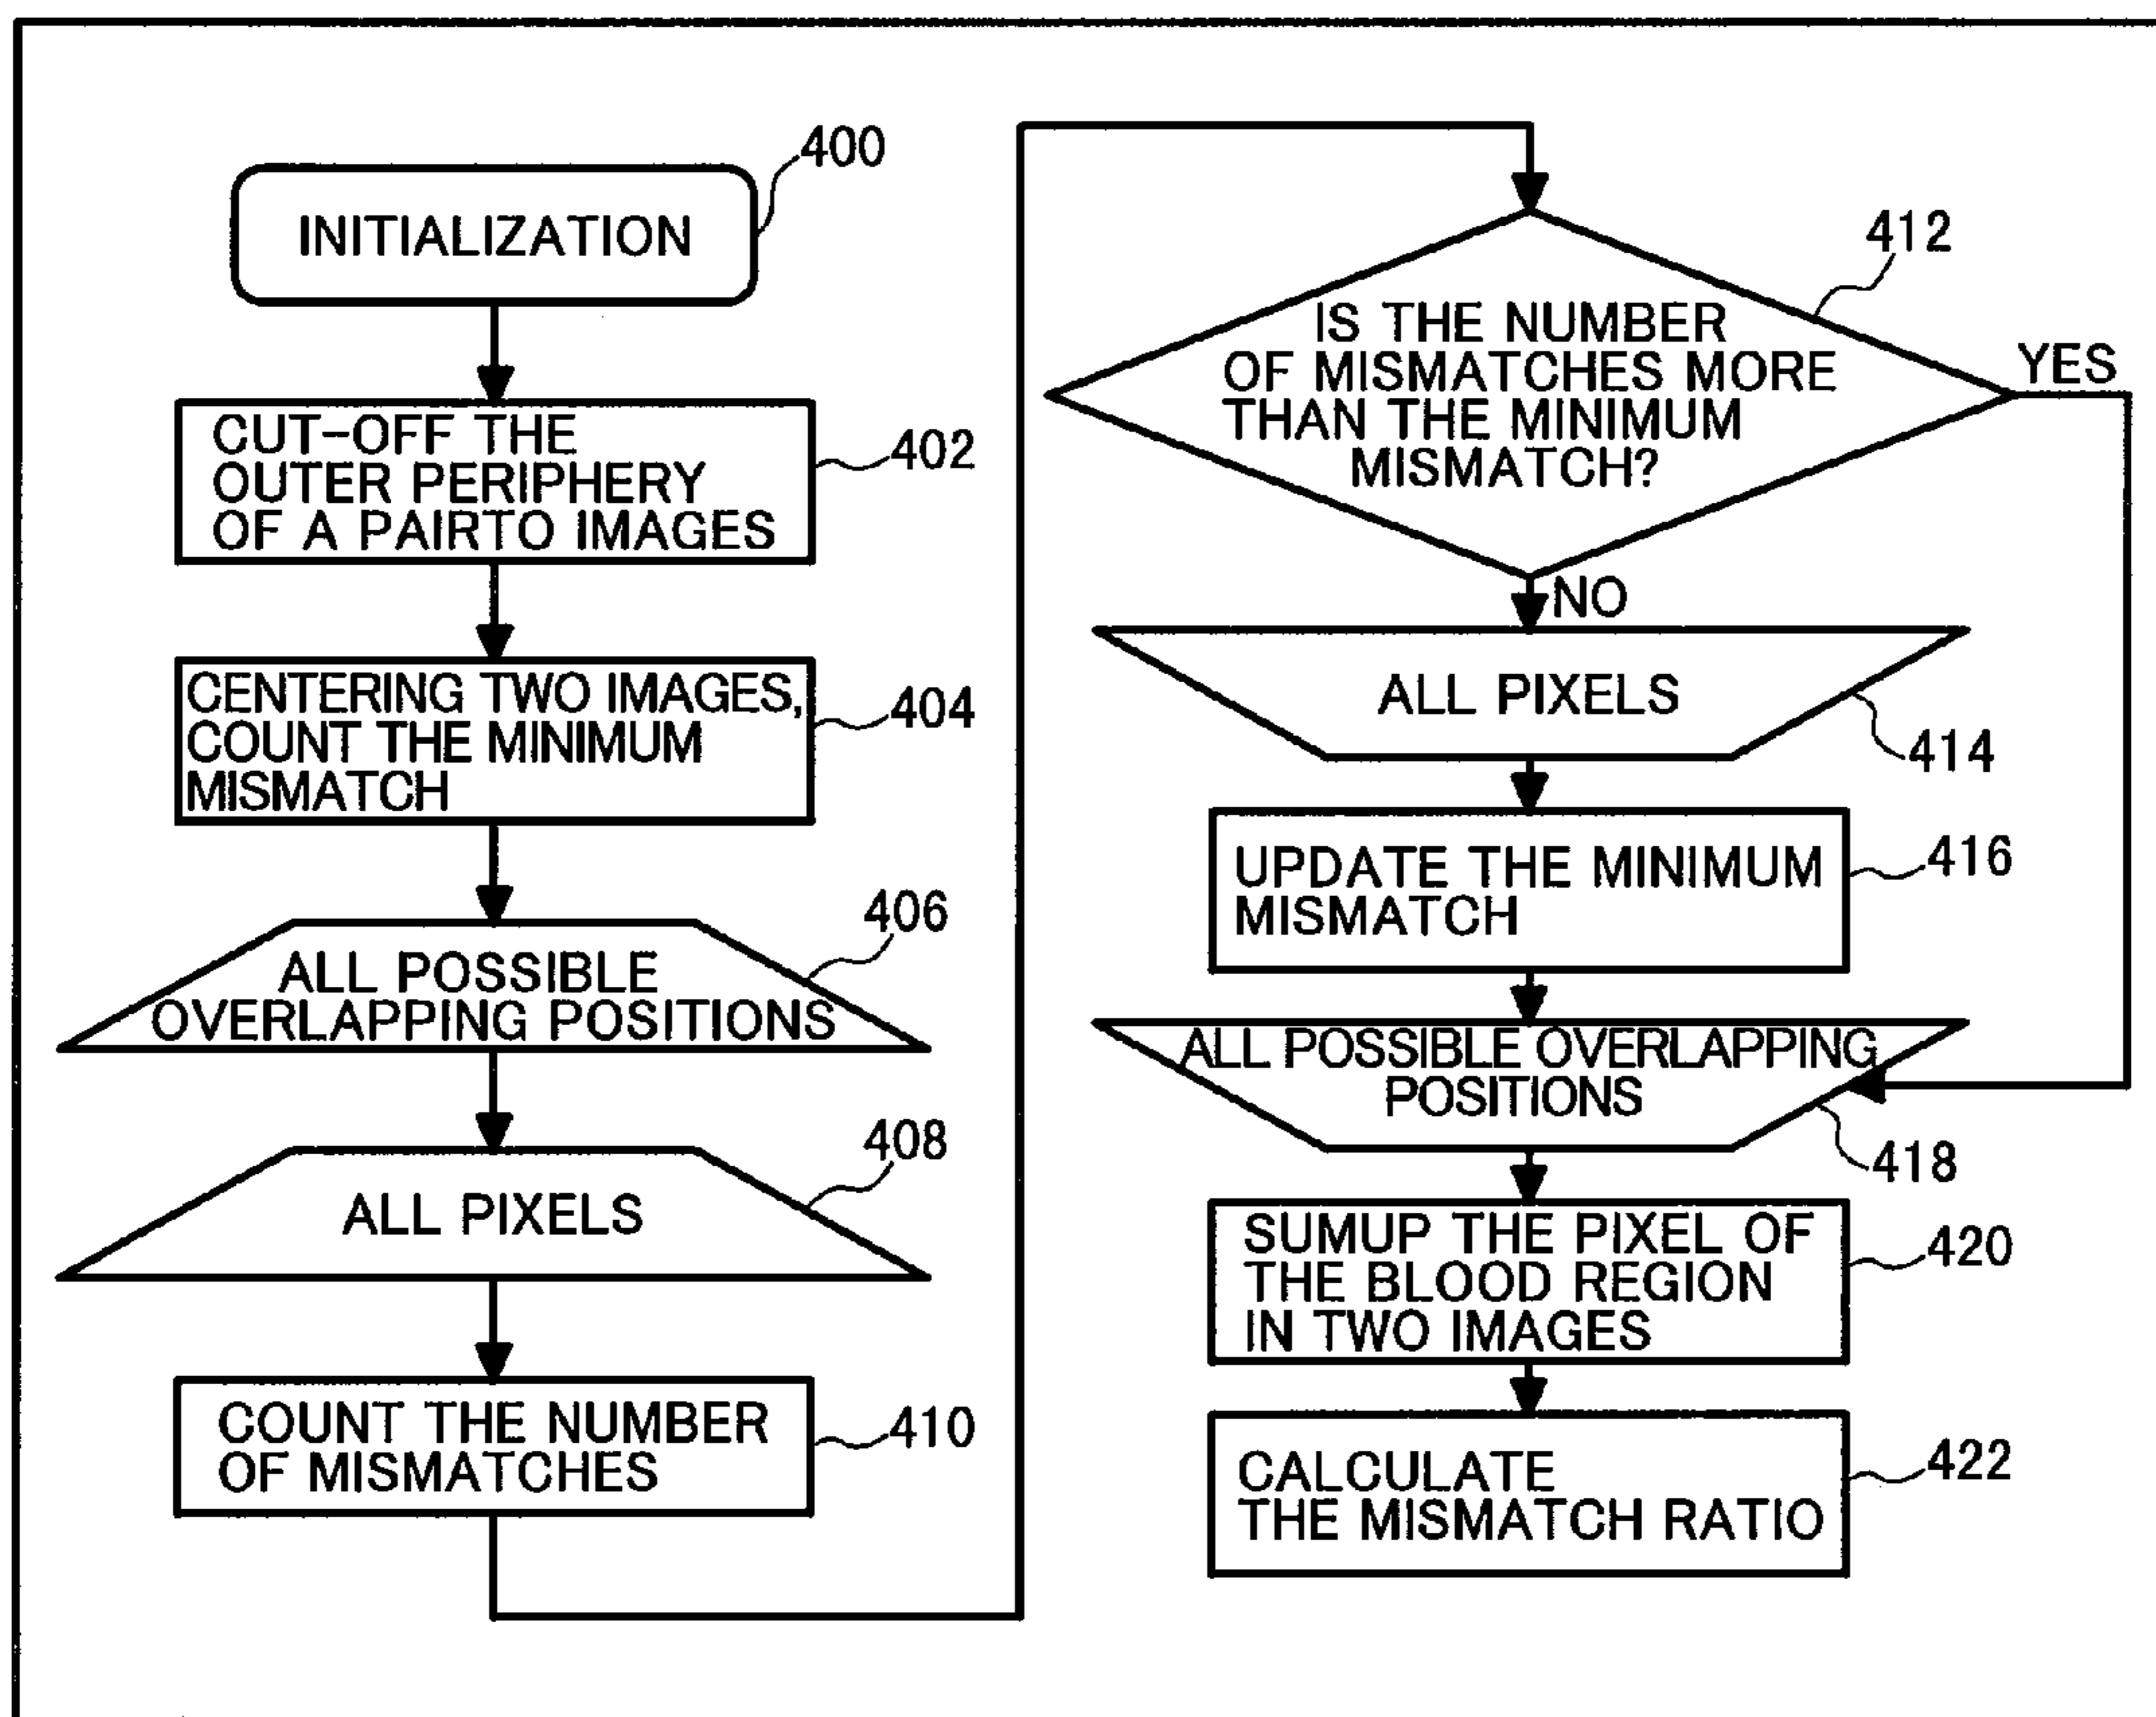 400
INITIALIZATION
402
CUT-OFF THE
OUTER PERIPHERY
OF A PAIRTO IMAGES
404
CENTERING TWO IMAGES,
COUNT THE MINIMUM
MISMATCH
406
ALL POSSIBLE
OVERLAPPING POSITIONS
408
ALL PIXELS
410
COUNT THE NUMBER
OF MISMATCHES
412
IS THE NUMBER
OF MISMATCHES MORE
THAN THE MINIMUM
MISMATCH?
YES
NO
ALL PIXELS
414
UPDATE THE MINIMUM
MISMATCH
416
ALL POSSIBLE OVERLAPPING
POSITIONS
418
SUMUP THE PIXEL OF
THE BLOOD REGION
IN TWO IMAGES
420
CALCULATE
THE MISMATCH RATIO
422